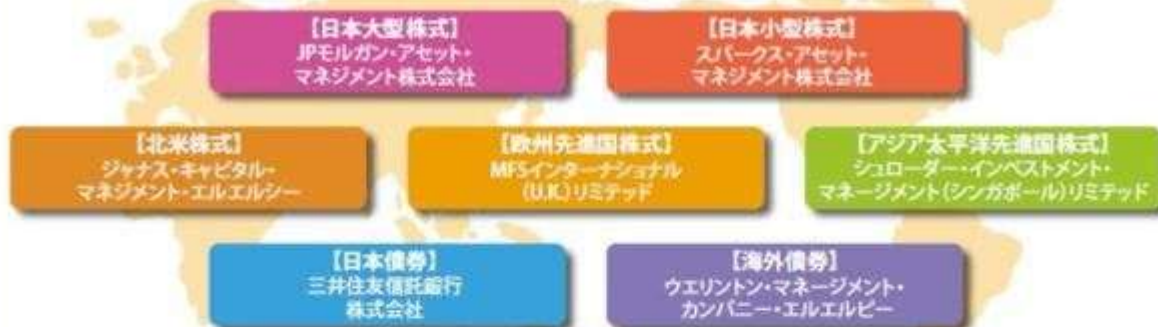 【日本大型株式】
JPモルガン・アセット・
マネジメント株式会社
【日本小型株式】
スパークス・アセット・
マネジメント株式会社
【北米株式】
ジャナス・キャピタル・
マネジメント・エルエルシー
【欧州先進国株式】
MFSインターナショナル
(U.K.)リミテッド
【アジア太平洋先進国株式】
シュローダー・インベストメント・
マネージメント(シンガポール)リミテッド
【日本債券】
三井住友信託銀行
株式会社
【海外債券】
ウエリントン・マネージメント・
カンパニー・エルエルピー